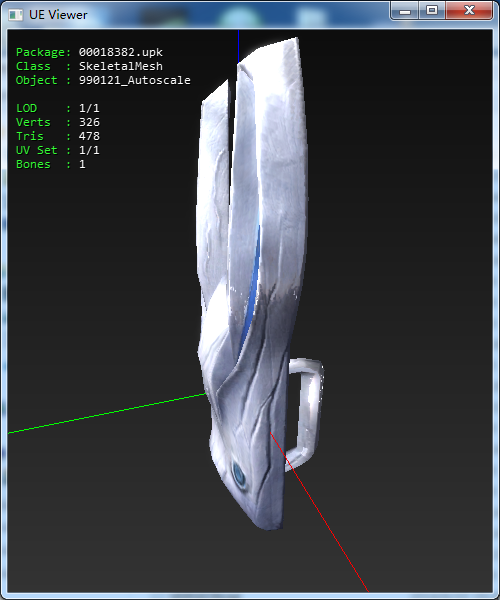 UE Viewer
Package: 00018382.upk
Class : SkeletalMesh
Object : 990121_Autoscale
LOD : 1/1
Verts : 326
Tris : 478
UV Set : 1/1
Bones : 1